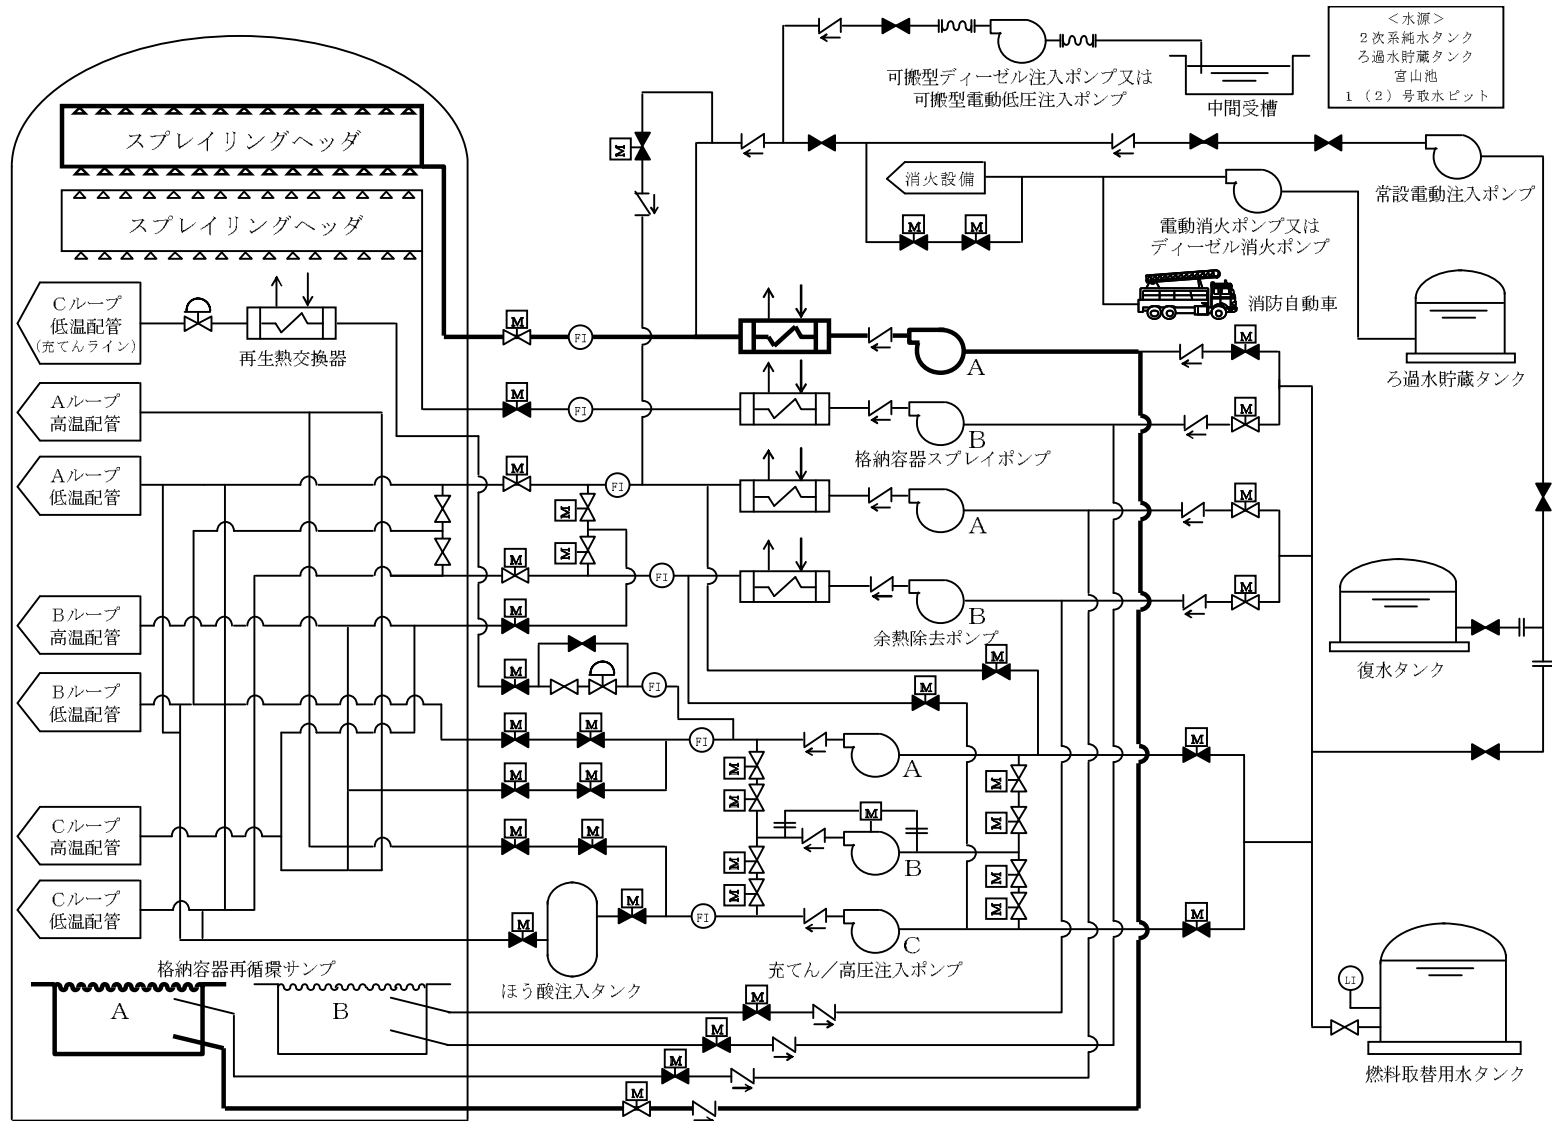 ＜水源＞
２次系純水タンク
ろ過水貯蔵タンク
宮山池
１（２）号取水ピット
可搬型ディーゼル注入ポンプ又は
可搬型電動低圧注入ポンプ
中間受槽
スプレイリングヘッダ
M
消火設備
常設電動注入ポンプ
スプレイリングヘッダ
M
M
電動消火ポンプ又は
ディーゼル消火ポンプ
Cループ
低温配管
(充てんライン)
再生熱交換器
消防自動車
M
FI
A
M
ろ過水貯蔵タンク
Aループ
高温配管
M
FI
B
M
格納容器スプレイポンプ
Aループ
低温配管
M
FI
M
M
A
M
M
FI
B
M
余熱除去ポンプ
Bループ
高温配管
M
M
復水タンク
Bループ
低温配管
M
FI
M
M
M
FI
A
M
M
M
M
M
M
M
M
Cループ
高温配管
M
M
B
M
M
M
M
Cループ
低温配管
M
M
FI
C
M
充てん／高圧注入ポンプ
ほう酸注入タンク
格納容器再循環サンプ
A
B
M
M
M
M
LI
燃料取替用水タンク